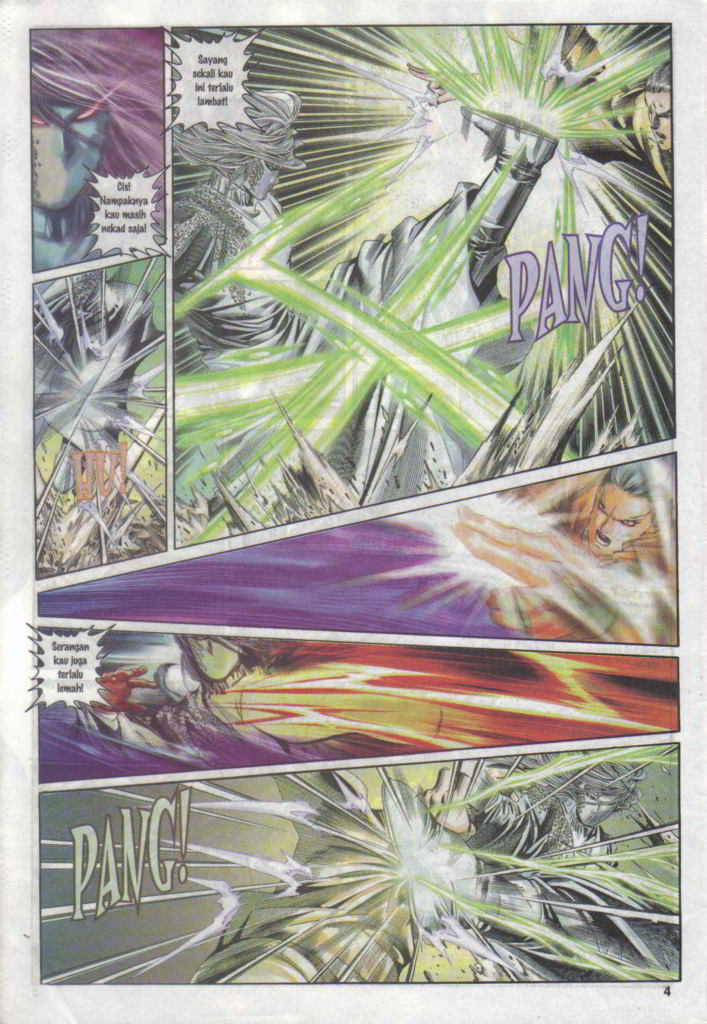 Cis!
Nampaknya
kau masih
nekad saja!
Sayang
sekali kau
ini terlalu
lambat!
PANG!
UU!
Serangan
kau juga
terlalu
lemah!
PANG!
4